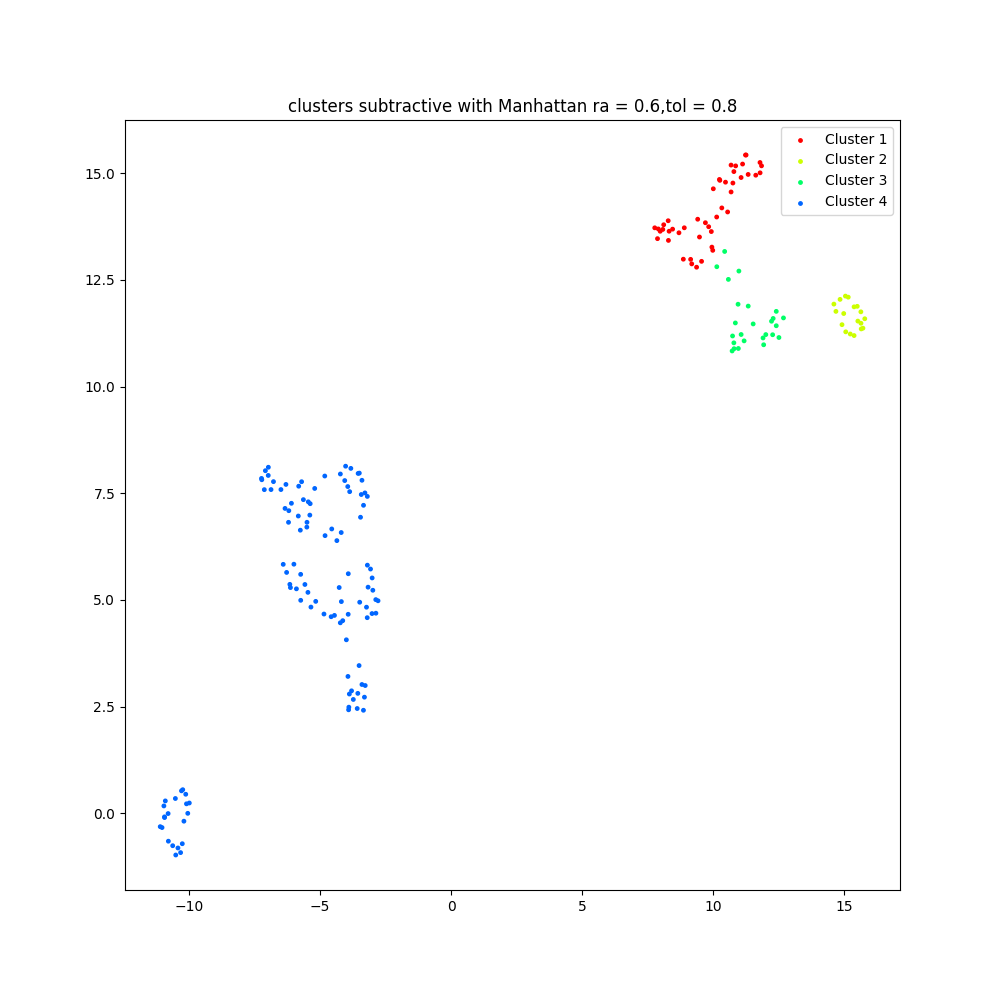 clusters subtractive with Manhattan ra = 0.6,tol = 0.8
Cluster 1
Cluster 2
Cluster 3
Cluster 4
15.0
12.5
10.0
7.5
5.0
2.5
0.0
−10
−5
0
5
10
15